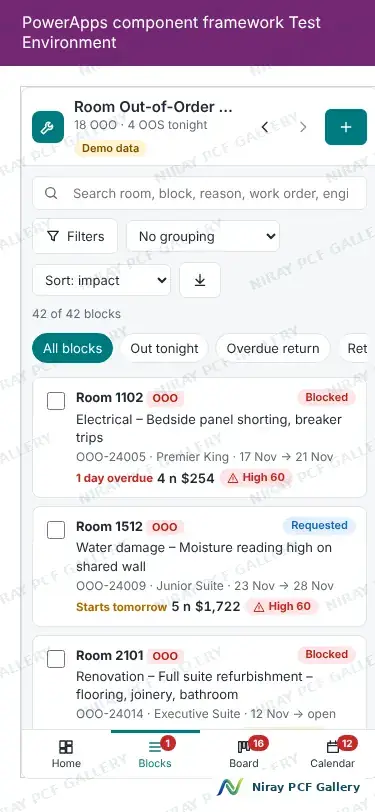 PowerApps component framework Test
Environment
Room Out-of-Order ...
18 OOO · 4 OOS tonight
Demo data
Search room, block, reason, work order, engi
Filters
No grouping
Sort: impact
42 of 42 blocks
All blocks
Out tonight
Overdue return
Ret
Room 1102 OOO
Blocked
Electrical – Bedside panel shorting, breaker
trips
OOO-24005 · Premier King · 17 Nov → 21 Nov
1 day overdue 4 n $254 High 60
Room 1512 OOO
Requested
Water damage – Moisture reading high on
shared wall
OOO-24009 · Junior Suite · 23 Nov → 28 Nov
Starts tomorrow 5 n $1,722 High 60
Room 2101 OOO
Blocked
Renovation – Full suite refurbishment –
flooring, joinery, bathroom
OOO-24014 · Executive Suite · 12 Nov → open
1
16
12
Home
Blocks
Board
Calendar
Niray PCF Gallery
NIRAY PCF GALLERY